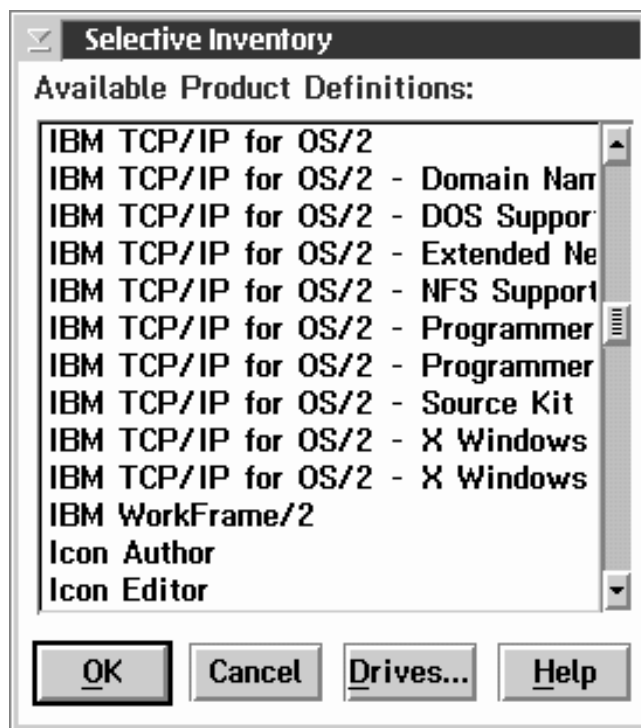 Selective Inventory
Available Product Definitions:
IBM TCP/IP for OS/2
IBM TCP/IP for OS/2 - Domain Nam
IBM TCP/IP for OS/2 - DOS Suppor
IBM TCP/IP for OS/2 - Extended Ne
IBM TCP/IP for OS/2 - NFS Support
IBM TCP/IP for OS/2 - Programmer
IBM TCP/IP for OS/2 - Programmer
IBM TCP/IP for OS/2 - Source Kit
IBM TCP/IP for OS/2 - X Windows
IBM TCP/IP for OS/2 - X Windows
IBM WorkFrame/2
Icon Author
Icon Editor
OK Cancel Drives... Help